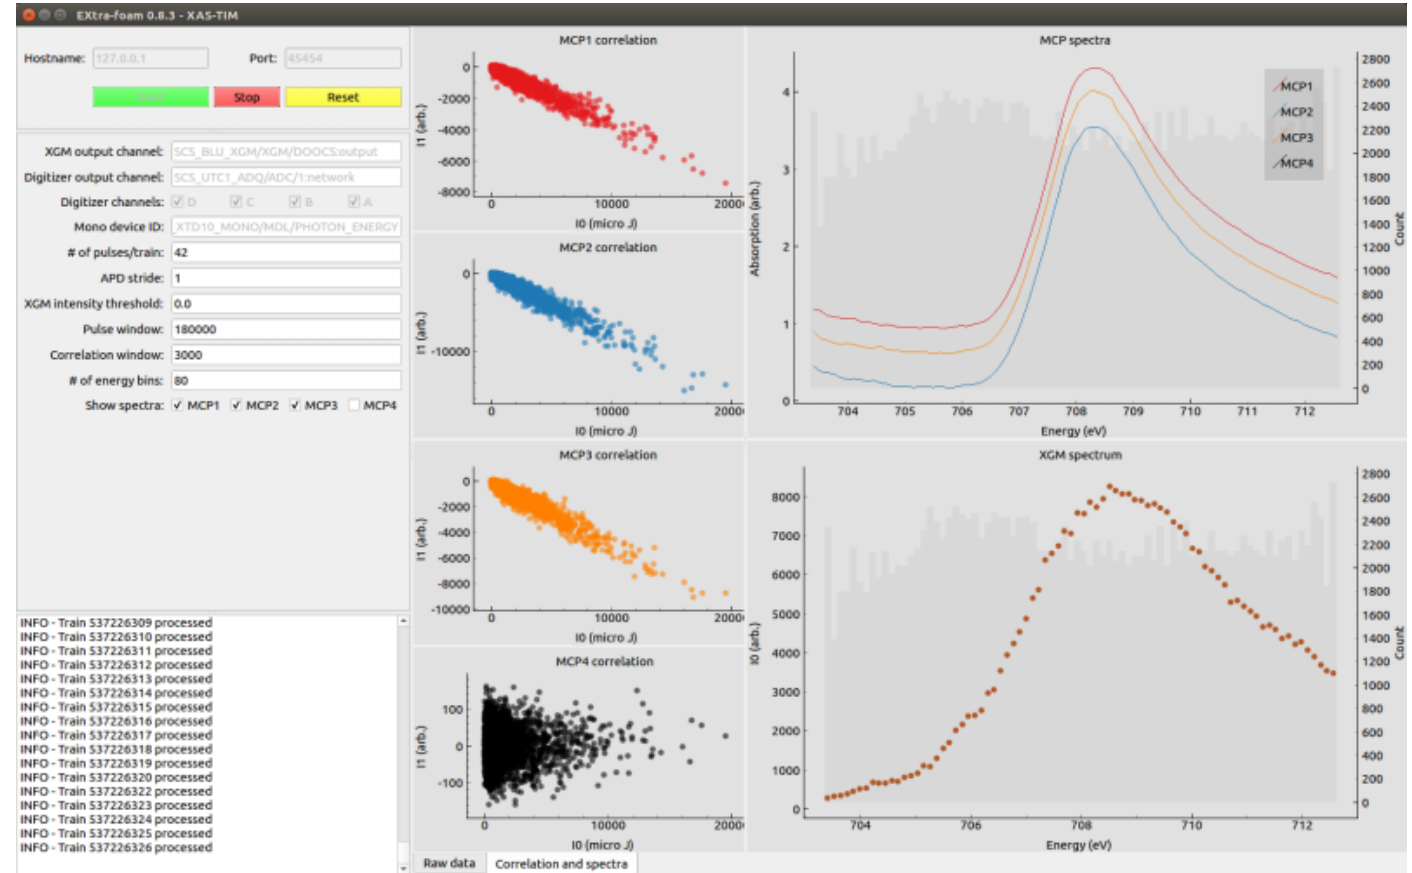 EXtra-foam 0.8.3 - XAS-TIM
Hostname: 127.0.0.1 Port: 45454
Stop Reset
XGM output channel: SCS_BLU_XGM/XGM/DOOCS:output
Digitizer output channel: SCS_UTC1_ADQ/ADC/1:network
Digitizer channels: D C B A
Mono device ID: _XTD10_MONO/MDL/PHOTON_ENERGY
# of pulses/train: 42
APD stride: 1
XGM intensity threshold: 0.0
Pulse window: 180000
Correlation window: 3000
# of energy bins: 80
Show spectra: MCP1 MCP2 MCP3 MCP4
INFO - Train 537226309 processed
INFO - Train 537226310 processed
INFO - Train 537226311 processed
INFO - Train 537226312 processed
INFO - Train 537226313 processed
INFO - Train 537226314 processed
INFO - Train 537226315 processed
INFO - Train 537226316 processed
INFO - Train 537226317 processed
INFO - Train 537226318 processed
INFO - Train 537226319 processed
INFO - Train 537226320 processed
INFO - Train 537226322 processed
INFO - Train 537226323 processed
INFO - Train 537226324 processed
INFO - Train 537226325 processed
INFO - Train 537226326 processed
MCP1 correlation
I1 (arb.)
0
-2000
-4000
-6000
-8000
0 10000 2000
I0 (micro J)
MCP2 correlation
I1 (arb.)
0
-10000
0 10000 2000
I0 (micro J)
MCP3 correlation
I1 (arb.)
0
-2000
-4000
-6000
-8000
-10000
0 10000 2000
I0 (micro J)
MCP4 correlation
I1 (arb.)
100
0
-100
0 10000 2000
I0 (micro J)
Raw data Correlation and spectra
MCP spectra
Absorption (arb.)
4
3
2
1
0
MCP1
MCP2
MCP3
MCP4
2800
2600
2400
2200
2000
1800
1600
1400
1200
1000
800
600
400
200
0
Count
704 705 706 707 708 709 710 711 712
Energy (eV)
XGM spectrum
I0 (arb.)
8000
7000
6000
5000
4000
3000
2000
1000
0
2800
2600
2400
2200
2000
1800
1600
1400
1200
1000
800
600
400
200
0
Count
704 706 708 710 712
Energy (eV)